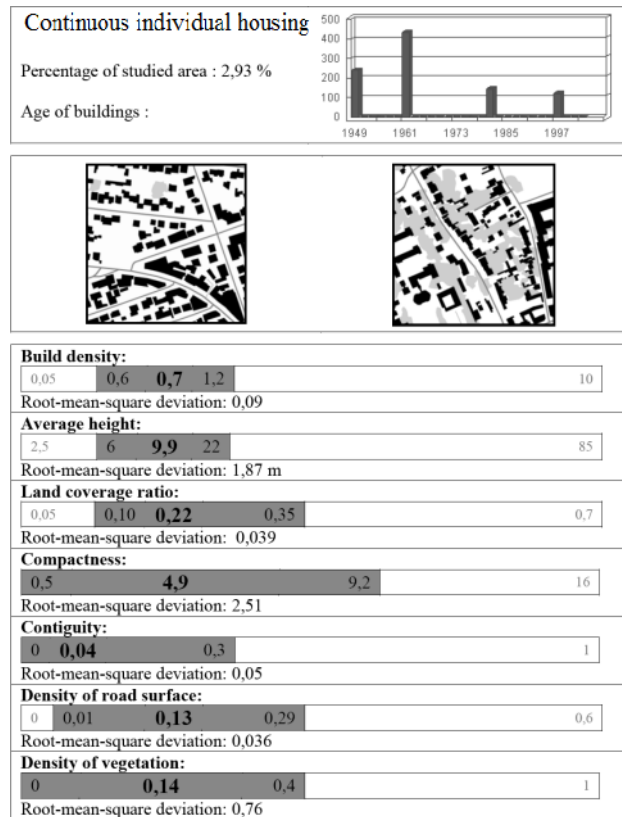 Continuous individual housing
Percentage of studied area : 2,93 %
Age of buildings :
500
400
300
200
100
0
1949 1961 1973 1985 1997
Build density:
0,05 0,6 0,7 1,2 10
Root-mean-square deviation: 0,09
Average height:
2,5 6 9,9 22 85
Root-mean-square deviation: 1,87 m
Land coverage ratio:
0,05 0,10 0,22 0,35 0,7
Root-mean-square deviation: 0,039
Compactness:
0,5 4,9 9,2 16
Root-mean-square deviation: 2,51
Contiguity:
0 0,04 0,3 1
Root-mean-square deviation: 0,05
Density of road surface:
0 0,01 0,13 0,29 0,6
Root-mean-square deviation: 0,036
Density of vegetation:
0 0,14 0,4 1
Root-mean-square deviation: 0,76